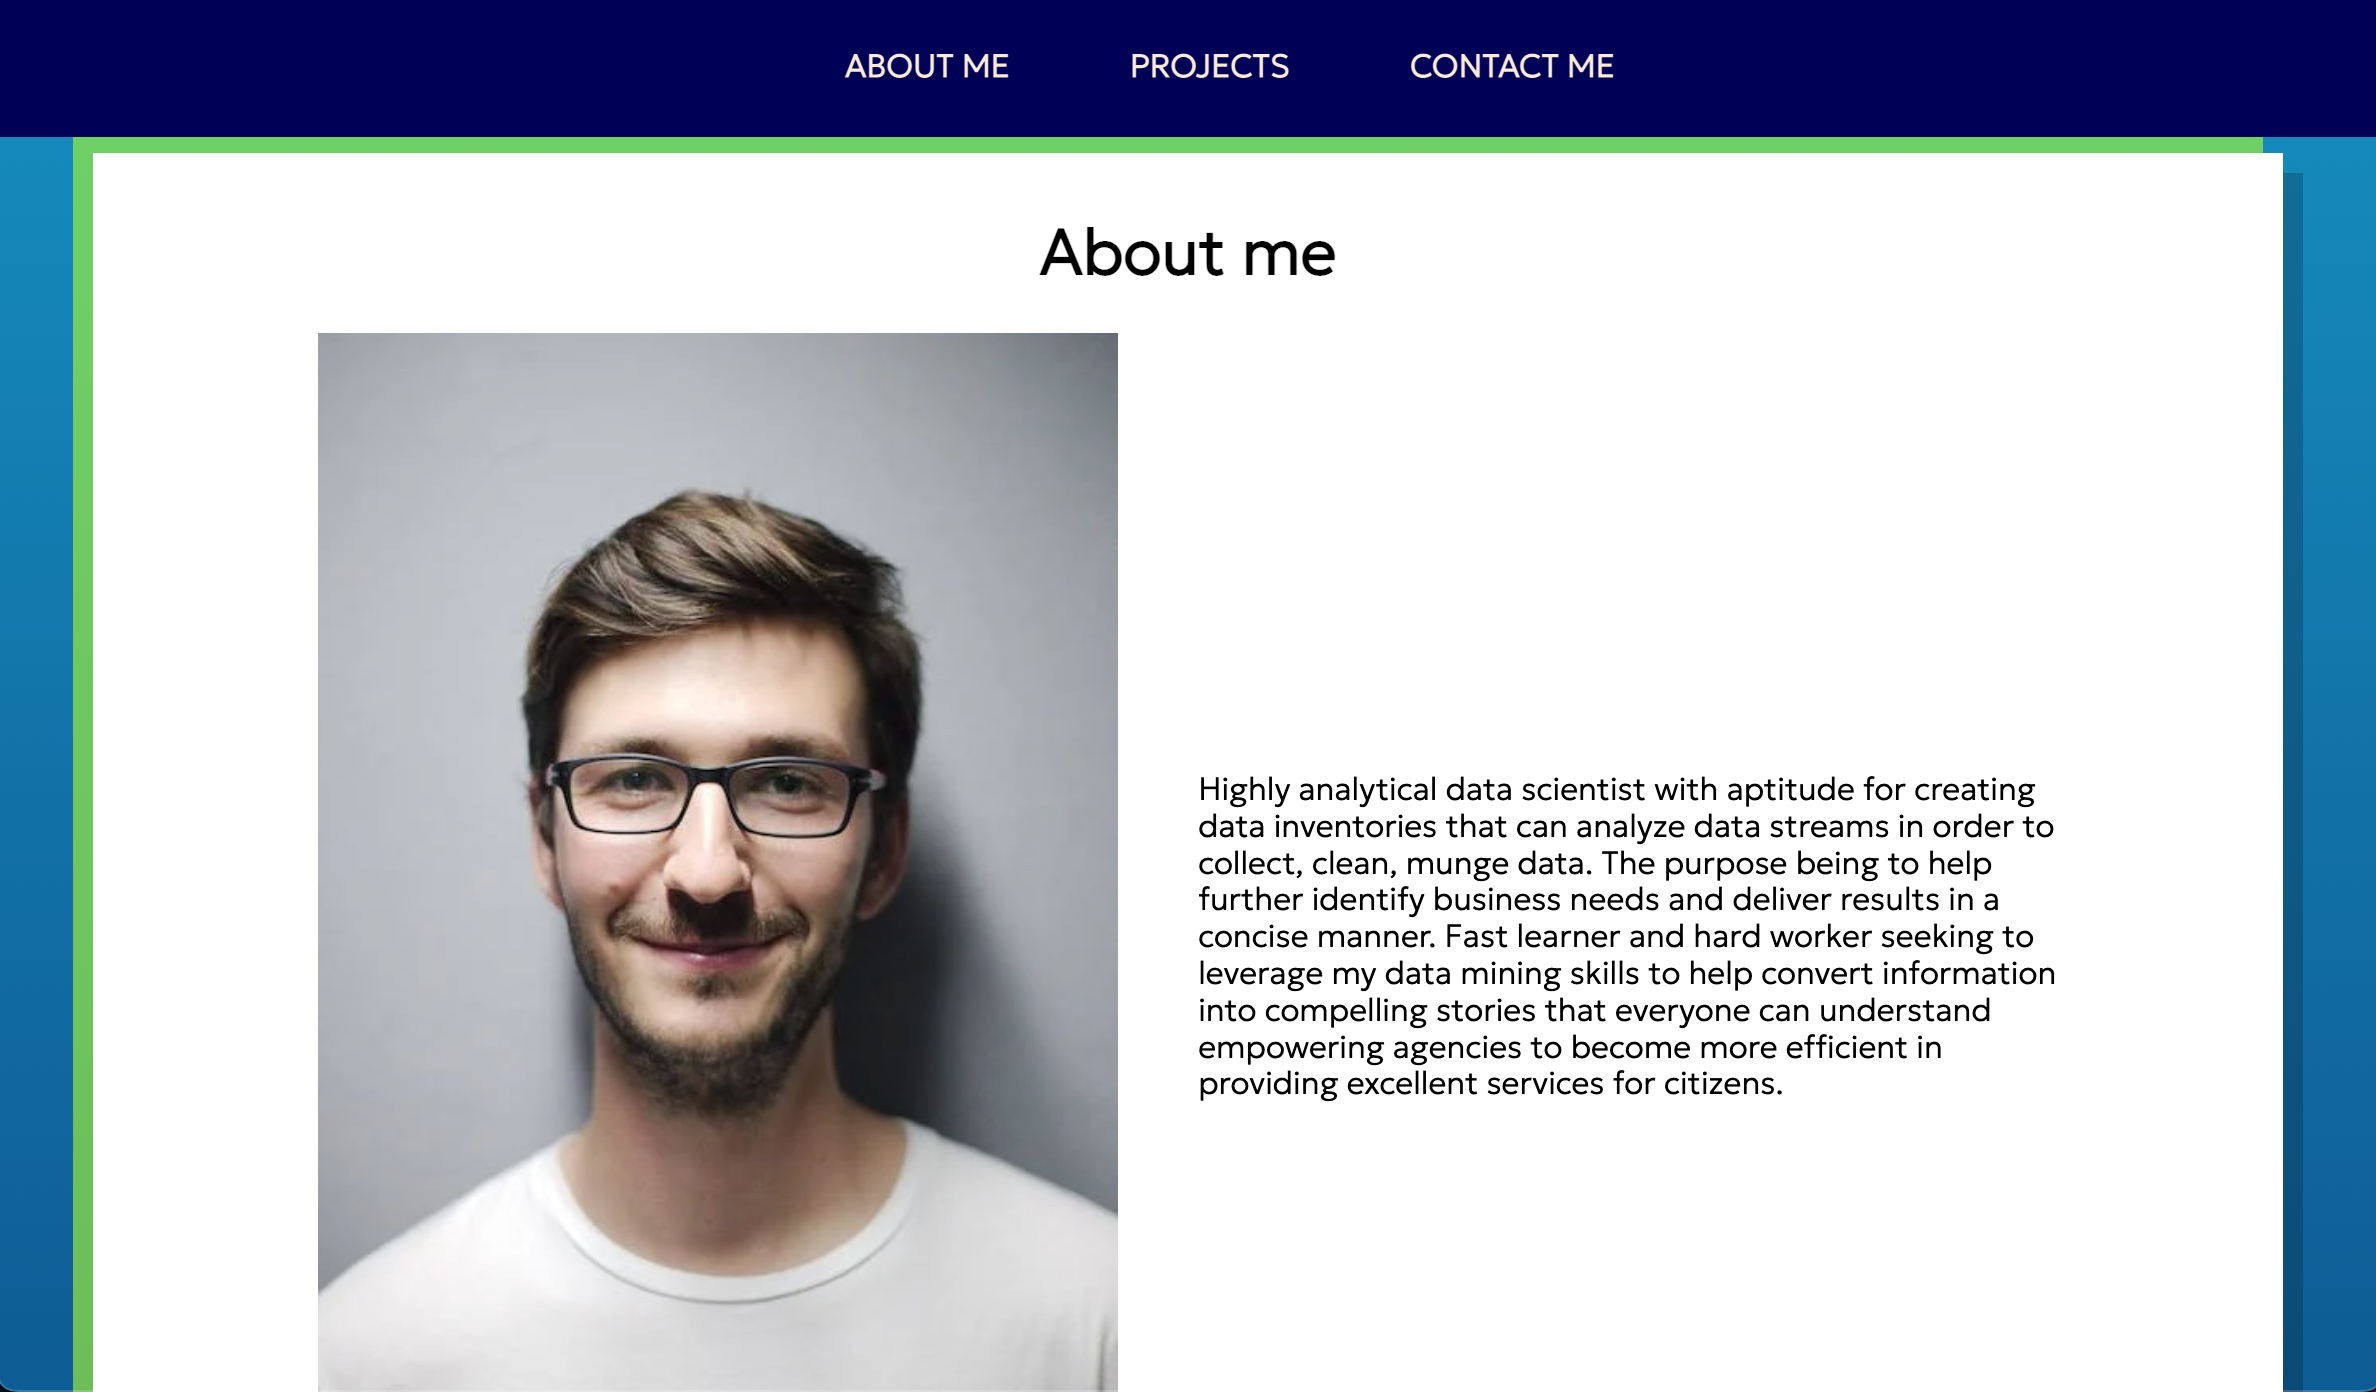 ABOUT ME PROJECTS CONTACT ME
About me
Highly analytical data scientist with aptitude for creating
data inventories that can analyze data streams in order to
collect, clean, munge data. The purpose being to help
further identify business needs and deliver results in a
concise manner. Fast learner and hard worker seeking to
leverage my data mining skills to help convert information
into compelling stories that everyone can understand
empowering agencies to become more efficient in
providing excellent services for citizens.